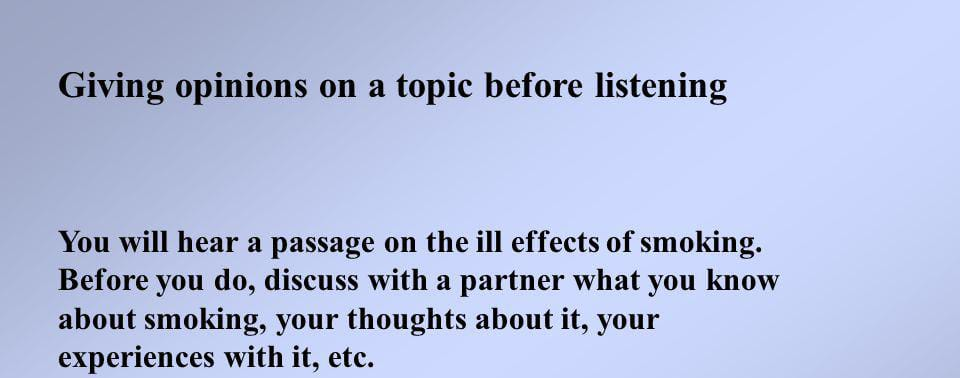 Giving opinions on a topic before listening
You will hear a passage on the ill effects of smoking.
Before you do, discuss with a partner what you know
about smoking, your thoughts about it, your
experiences with it, etc.